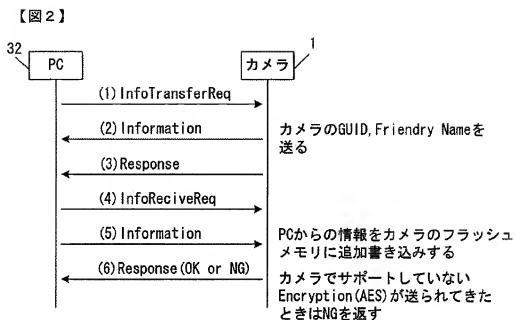 【図２】
32
1
PC
カメラ
(1)InfoTransferReq
(2)Information
カメラのGUID,Friendry Nameを
送る
(3)Response
(4)InfoReciveReq
(5)Information
PCからの情報をカメラのフラッシュ
メモリに追加書き込みする
(6)Response(OK or NG)
カメラでサポートしていない
Encryption(AES)が送られてきた
ときはNGを返す